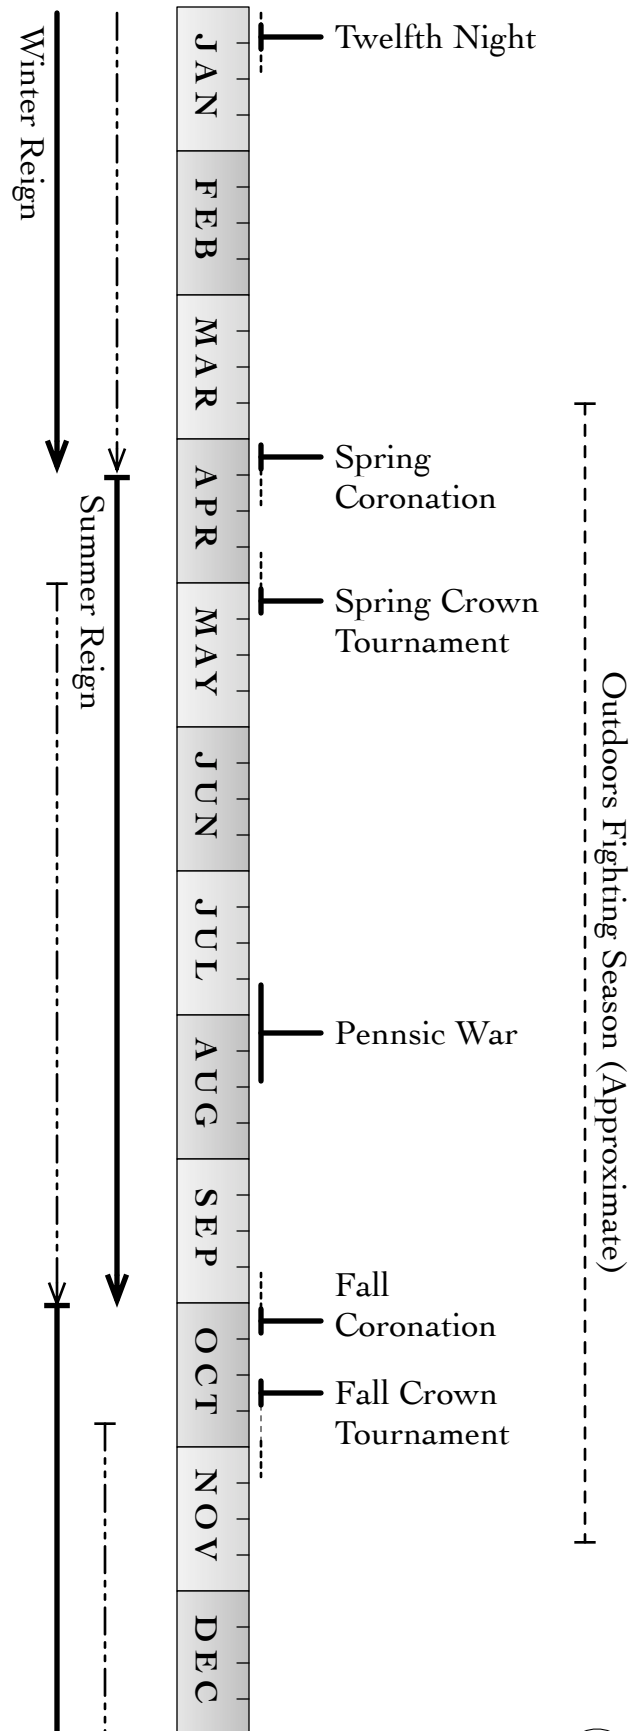 Winter Reign
Summer Reign
JAN
FEB
MAR
APR
MAY
JUN
JUL
AUG
SEP
OCT
NOV
DEC
Twelfth Night
Spring
Coronation
Spring Crown
Tournament
Pennsic War
Fall
Coronation
Fall Crown
Tournament
Outdoors Fighting Season (Approximate)